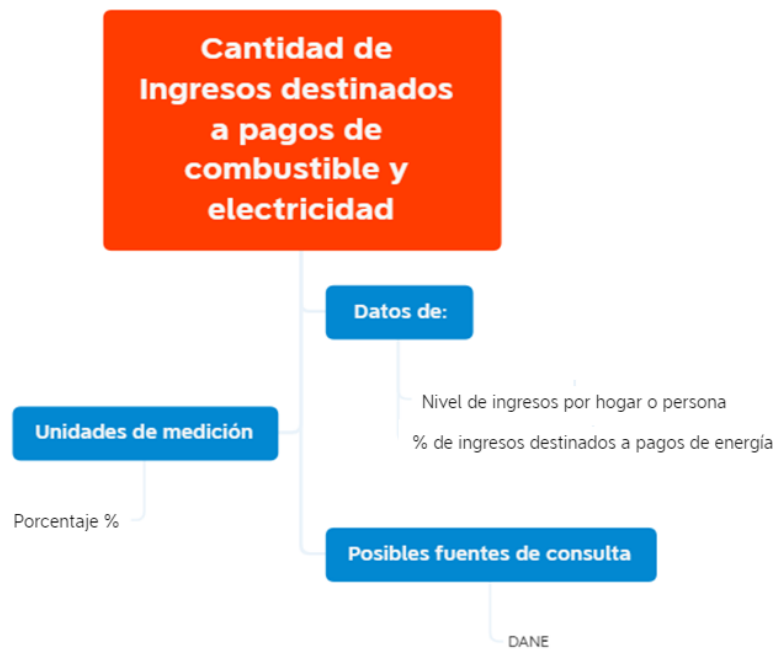 Cantidad de
Ingresos destinados
a pagos de
combustible y
electricidad
Datos de:
Nivel de ingresos por hogar o persona
% de ingresos destinados a pagos de energía
Unidades de medición
Porcentaje %
Posibles fuentes de consulta
DANE